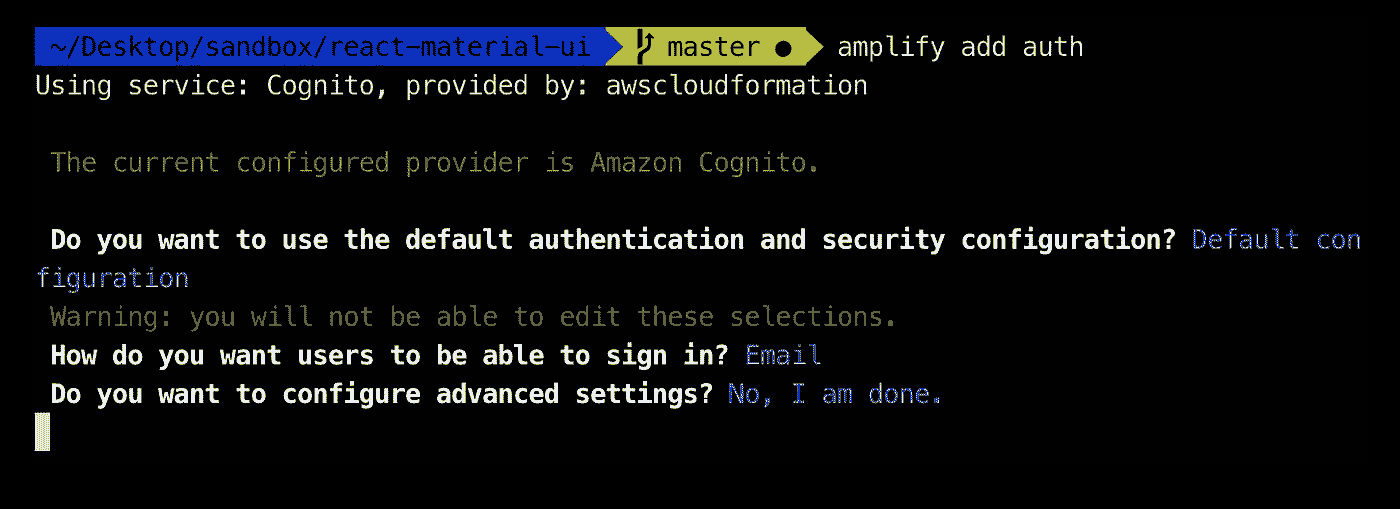 ~/Desktop/sandbox/react-material-ui master ● amplify add auth
Using service: Cognito, provided by: awscloudformation
The current configured provider is Amazon Cognito.
Do you want to use the default authentication and security configuration? Default con
figuration
Warning: you will not be able to edit these selections.
How do you want users to be able to sign in? Email
Do you want to configure advanced settings? No, I am done.